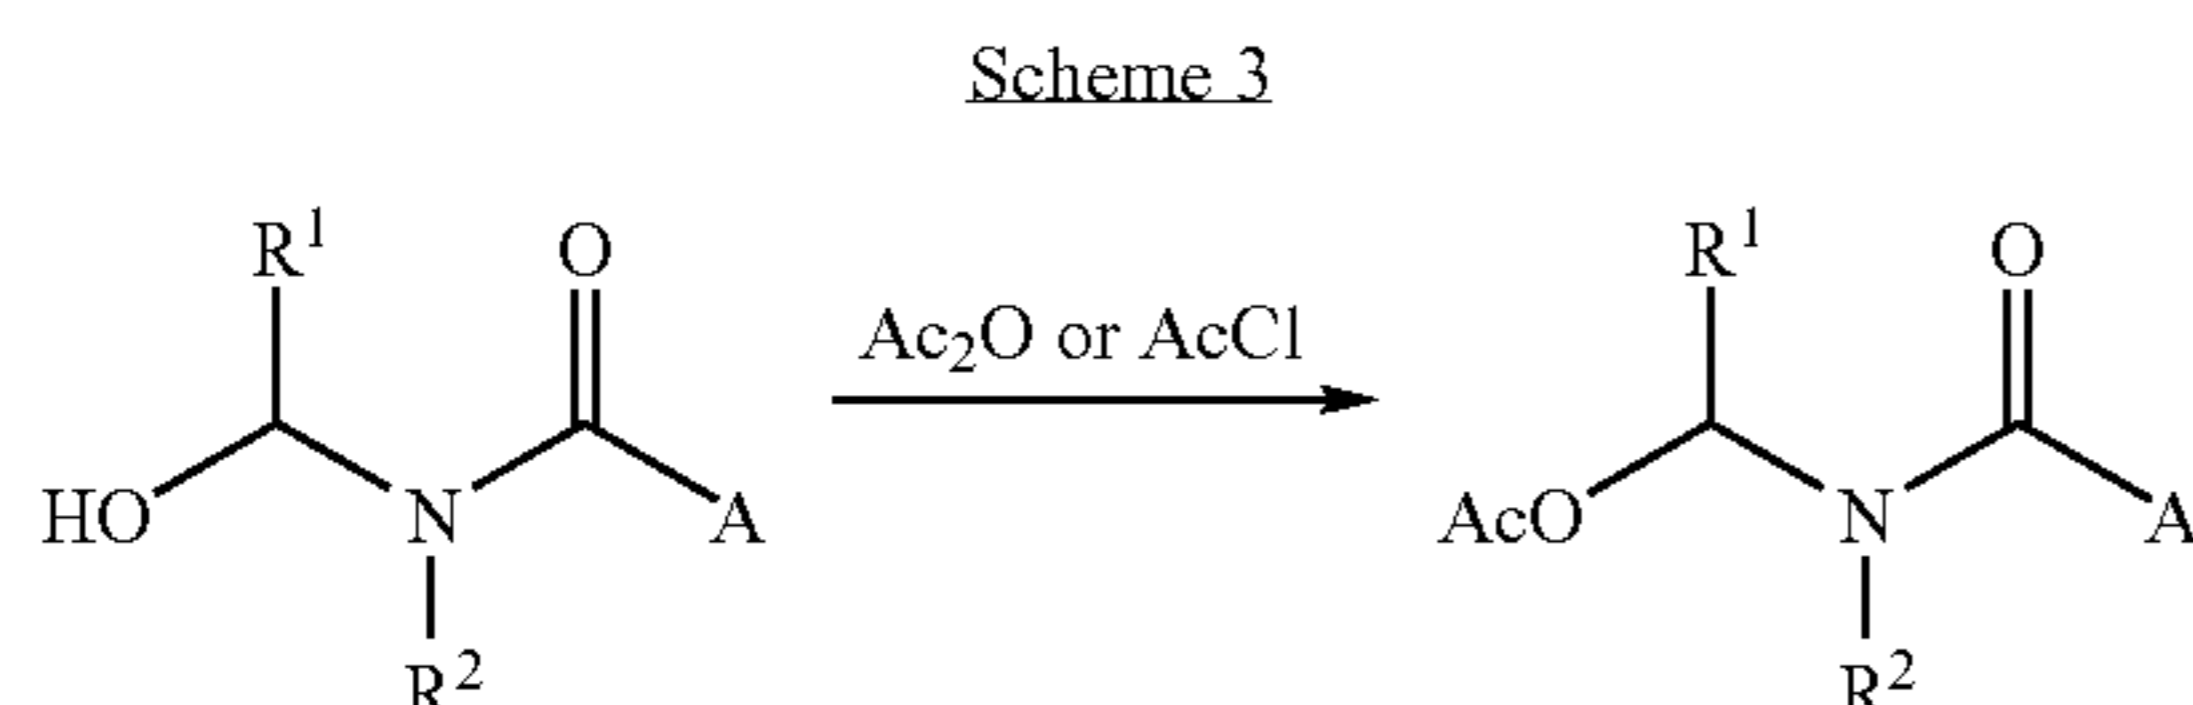 Scheme 3
R¹ O Ac₂O or AcCl R¹ O
HO N A AcO N A
R² R²